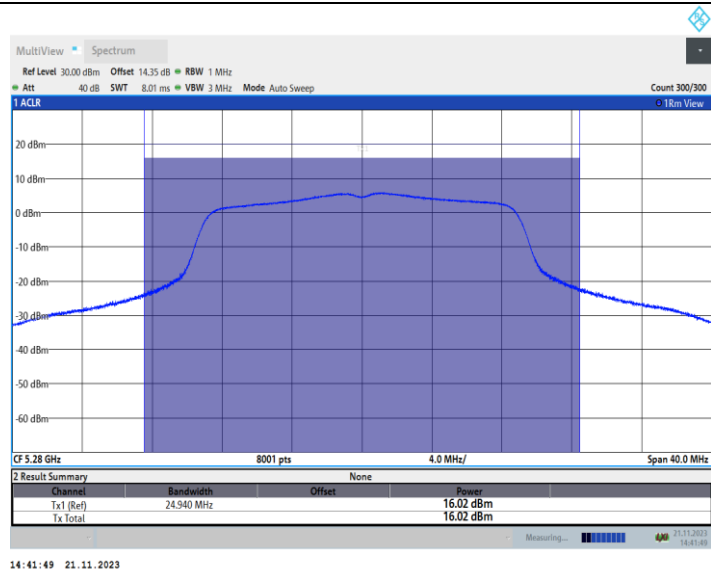 MultiView Spectrum
Ref Level 30.00 dBm Offset 14.35 dB RBW 1 MHz
Att 40 dB SWT 8.01 ms VBW 3 MHz Mode Auto Sweep Count 300/300
1 ACLR 1Rm View
20 dBm
10 dBm
0 dBm
-10 dBm
-20 dBm
-30 dBm
-40 dBm
-50 dBm
-60 dBm
CF 5.28 GHz 8001 pts 4.0 MHz/ Span 40.0 MHz
2 Result Summary None
Channel Bandwidth Offset Power
Tx1 (Ref) 24.940 MHz 16.02 dBm
Tx Total 16.02 dBm
Measuring... 21.11.2023
14:41:49
14:41:49 21.11.2023